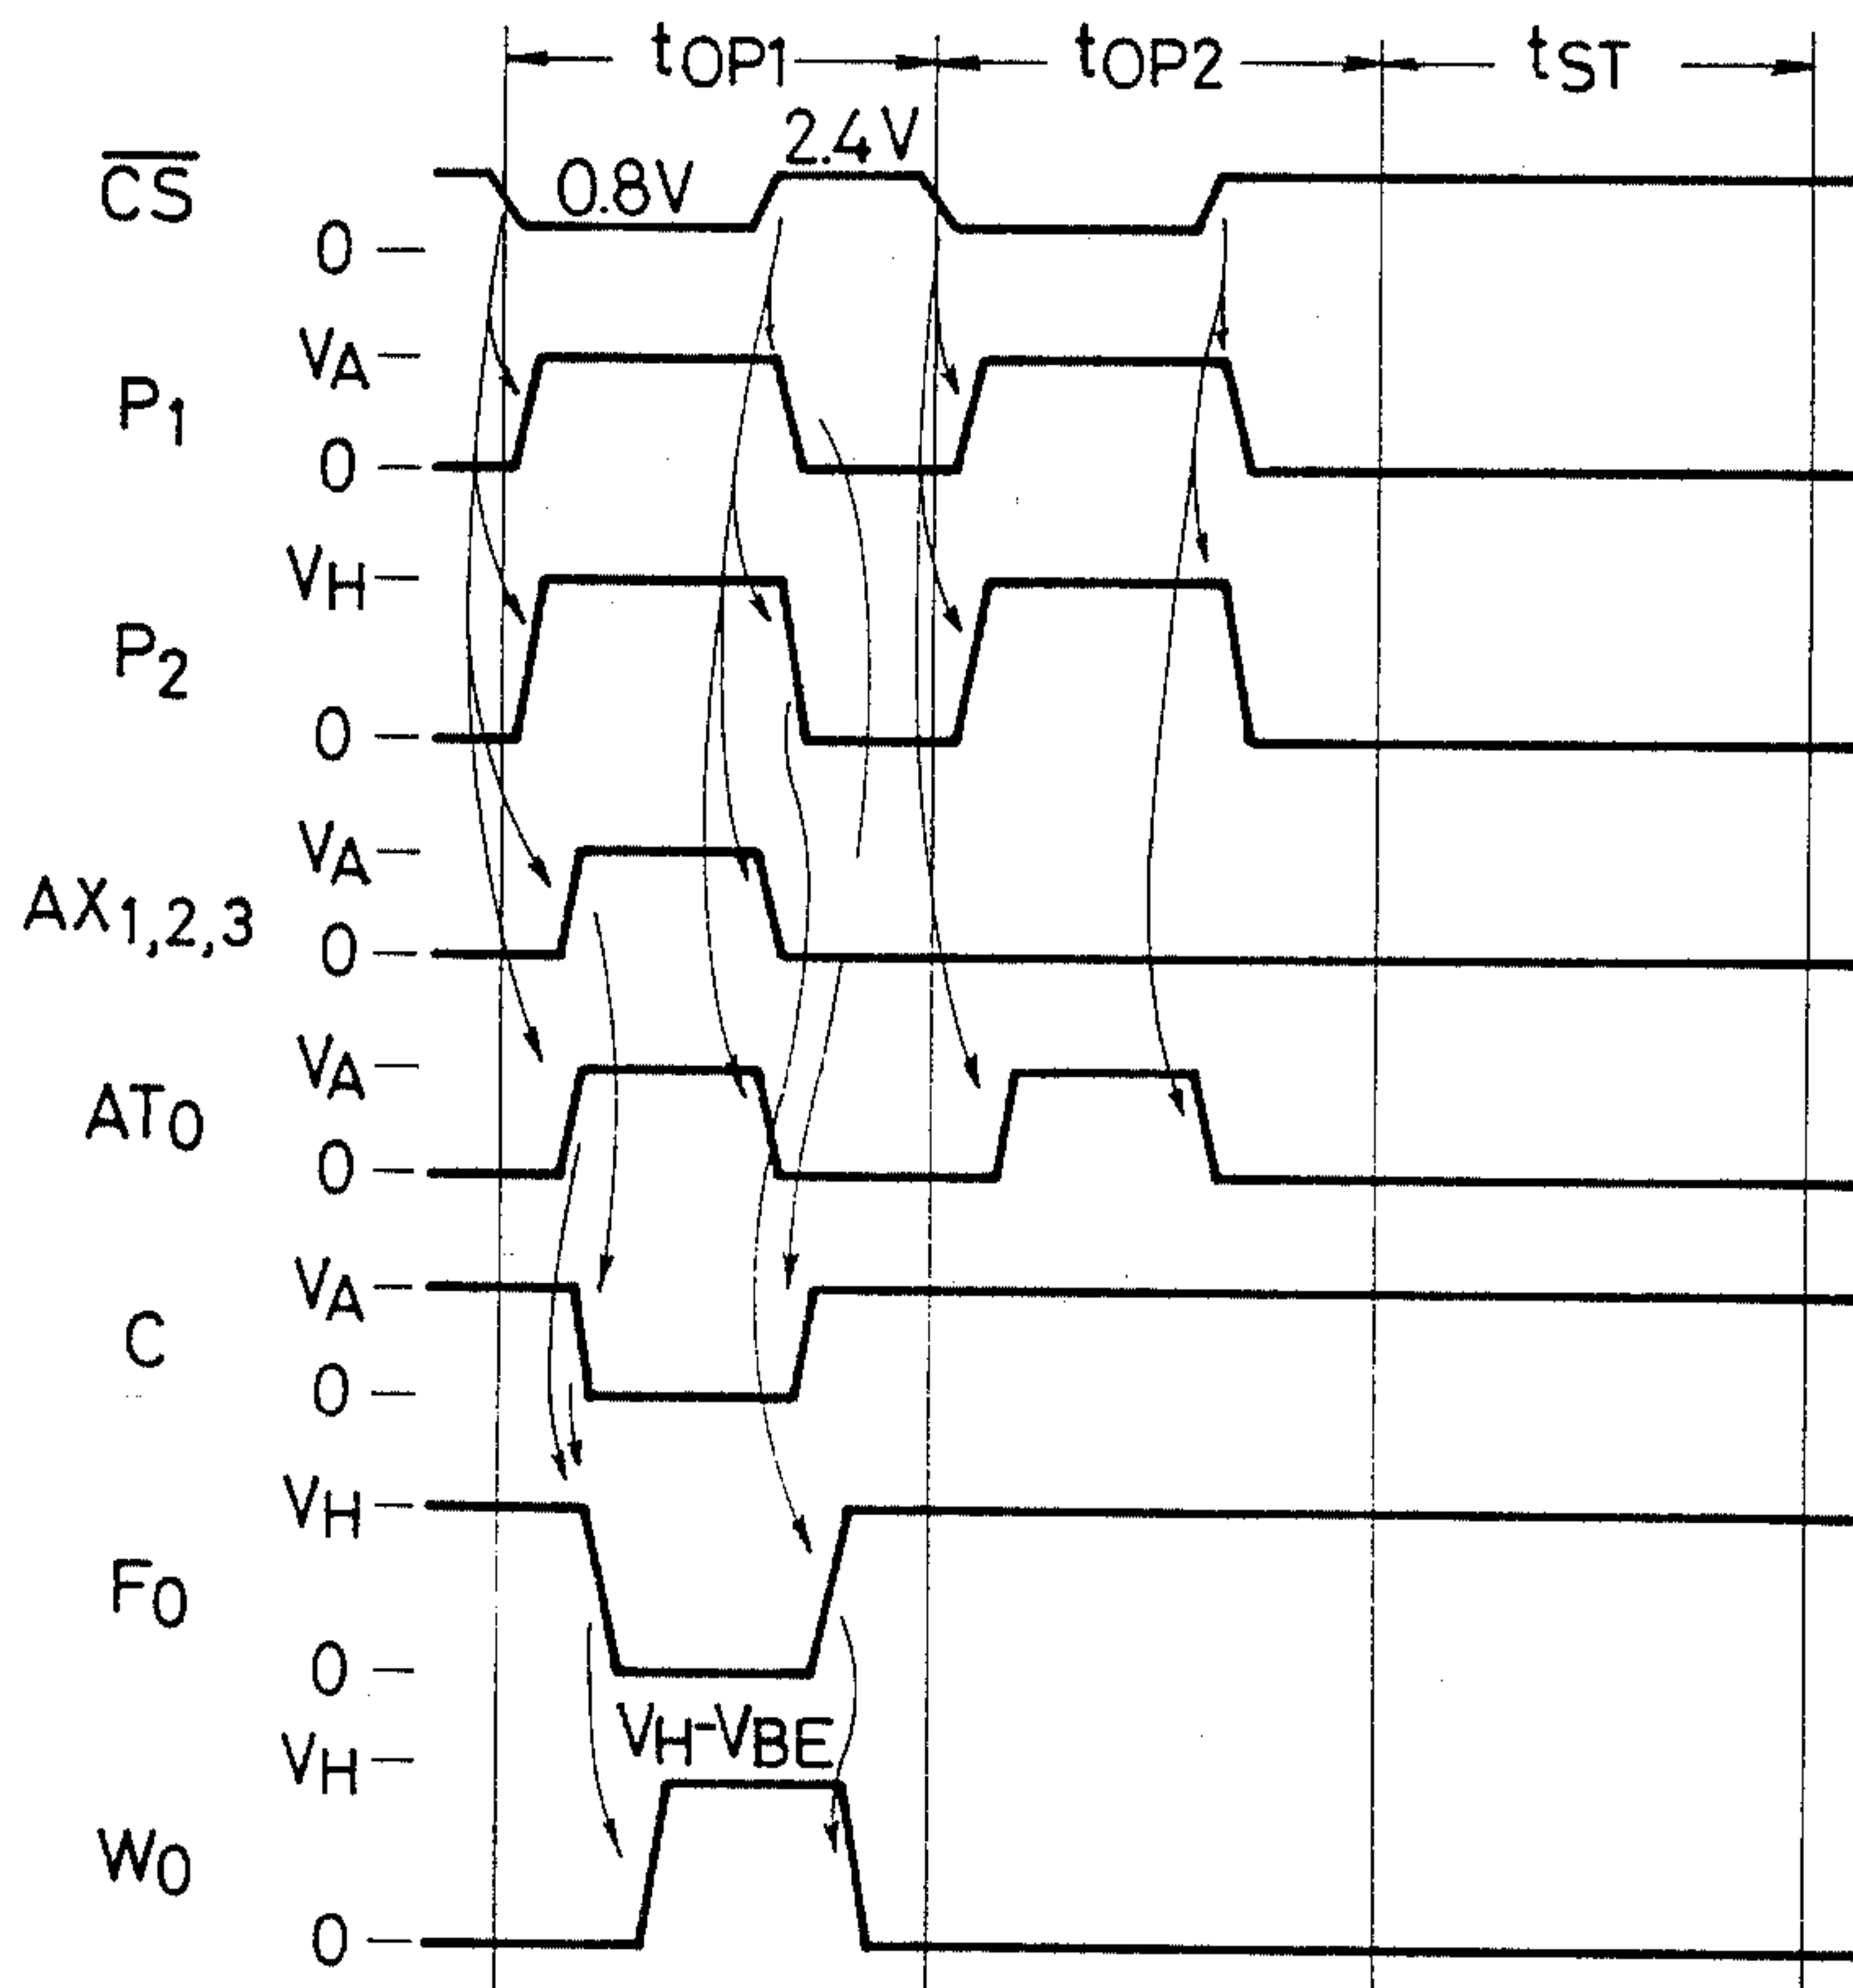 tOP1 tOP2 tST
2.4V
C̅S̅ 0.8V
0
VA
P1
0
VH
P2
0
VA
AX1,2,3
0
VA
AT0
0
VA
C
0
VH
F0
0
VH-VBE
VH
W0
0